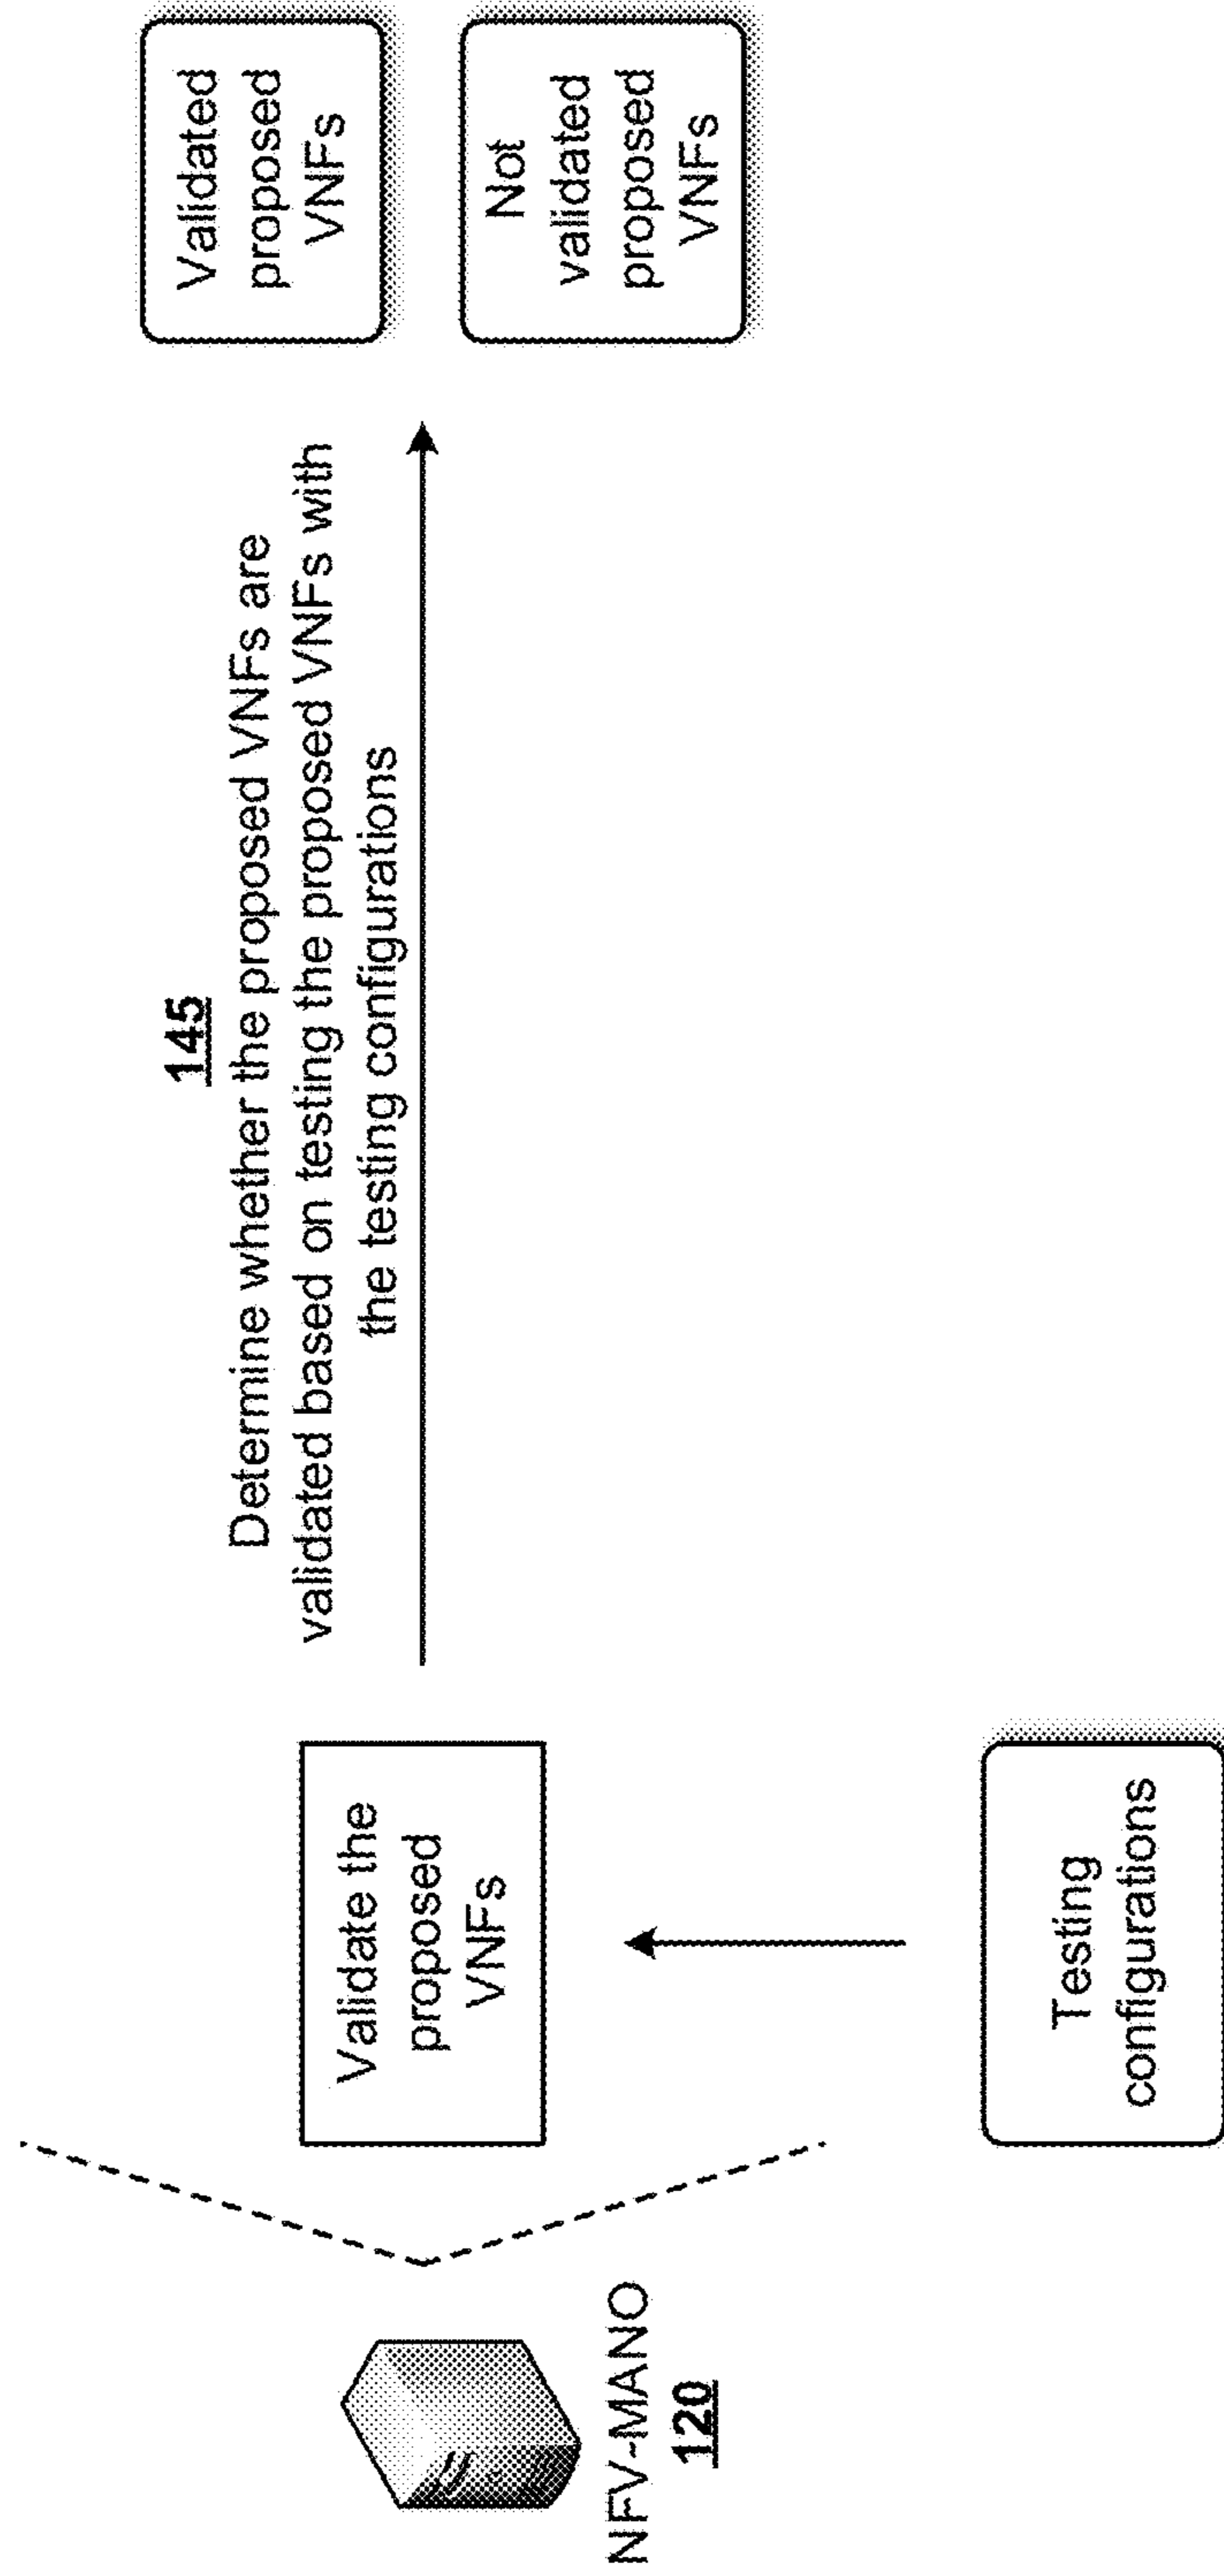 NFV-MANO
120
Validate the
proposed
VNFs
Testing
configurations
145
Determine whether the proposed VNFs are
validated based on testing the proposed VNFs with
the testing configurations
Validated
proposed
VNFs
Not
validated
proposed
VNFs